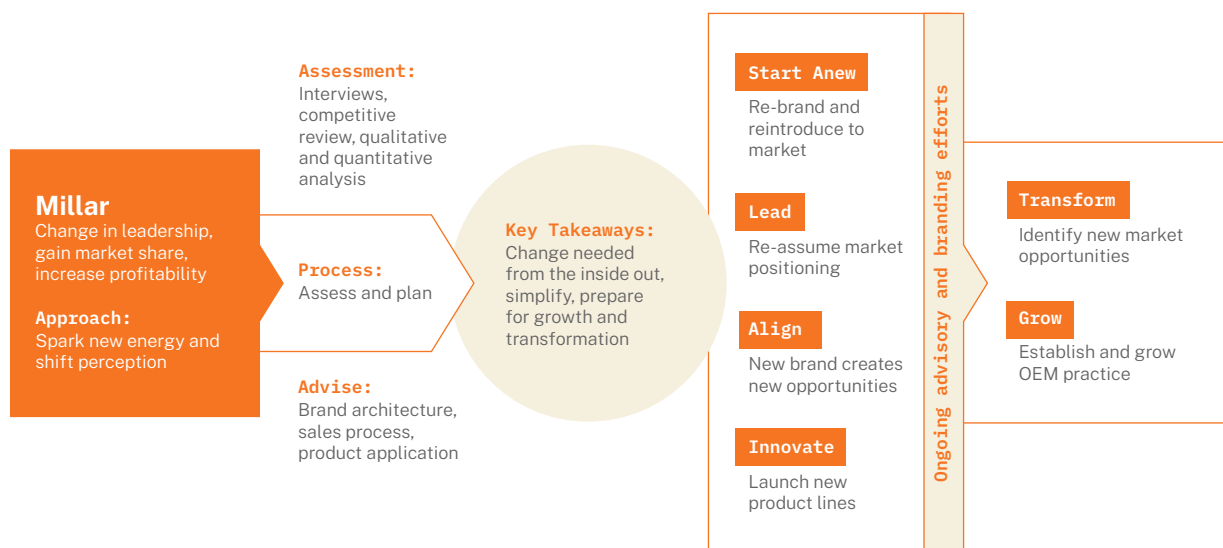 Millar
Change in leadership,
gain market share,
increase profitability
Approach:
Spark new energy and
shift perception
Assessment:
Interviews,
competitive
review, qualitative
and quantitative
analysis
Process:
Assess and plan
Advise:
Brand architecture,
sales process,
product application
Key Takeaways:
Change needed
from the inside out,
simplify, prepare
for growth and
transformation
Start Anew
Re-brand and
reintroduce to
market
Lead
Re-assume market
positioning
Align
New brand creates
new opportunities
Innovate
Launch new
product lines
Ongoing advisory and branding efforts
Transform
Identify new market
opportunities
Grow
Establish and grow
OEM practice